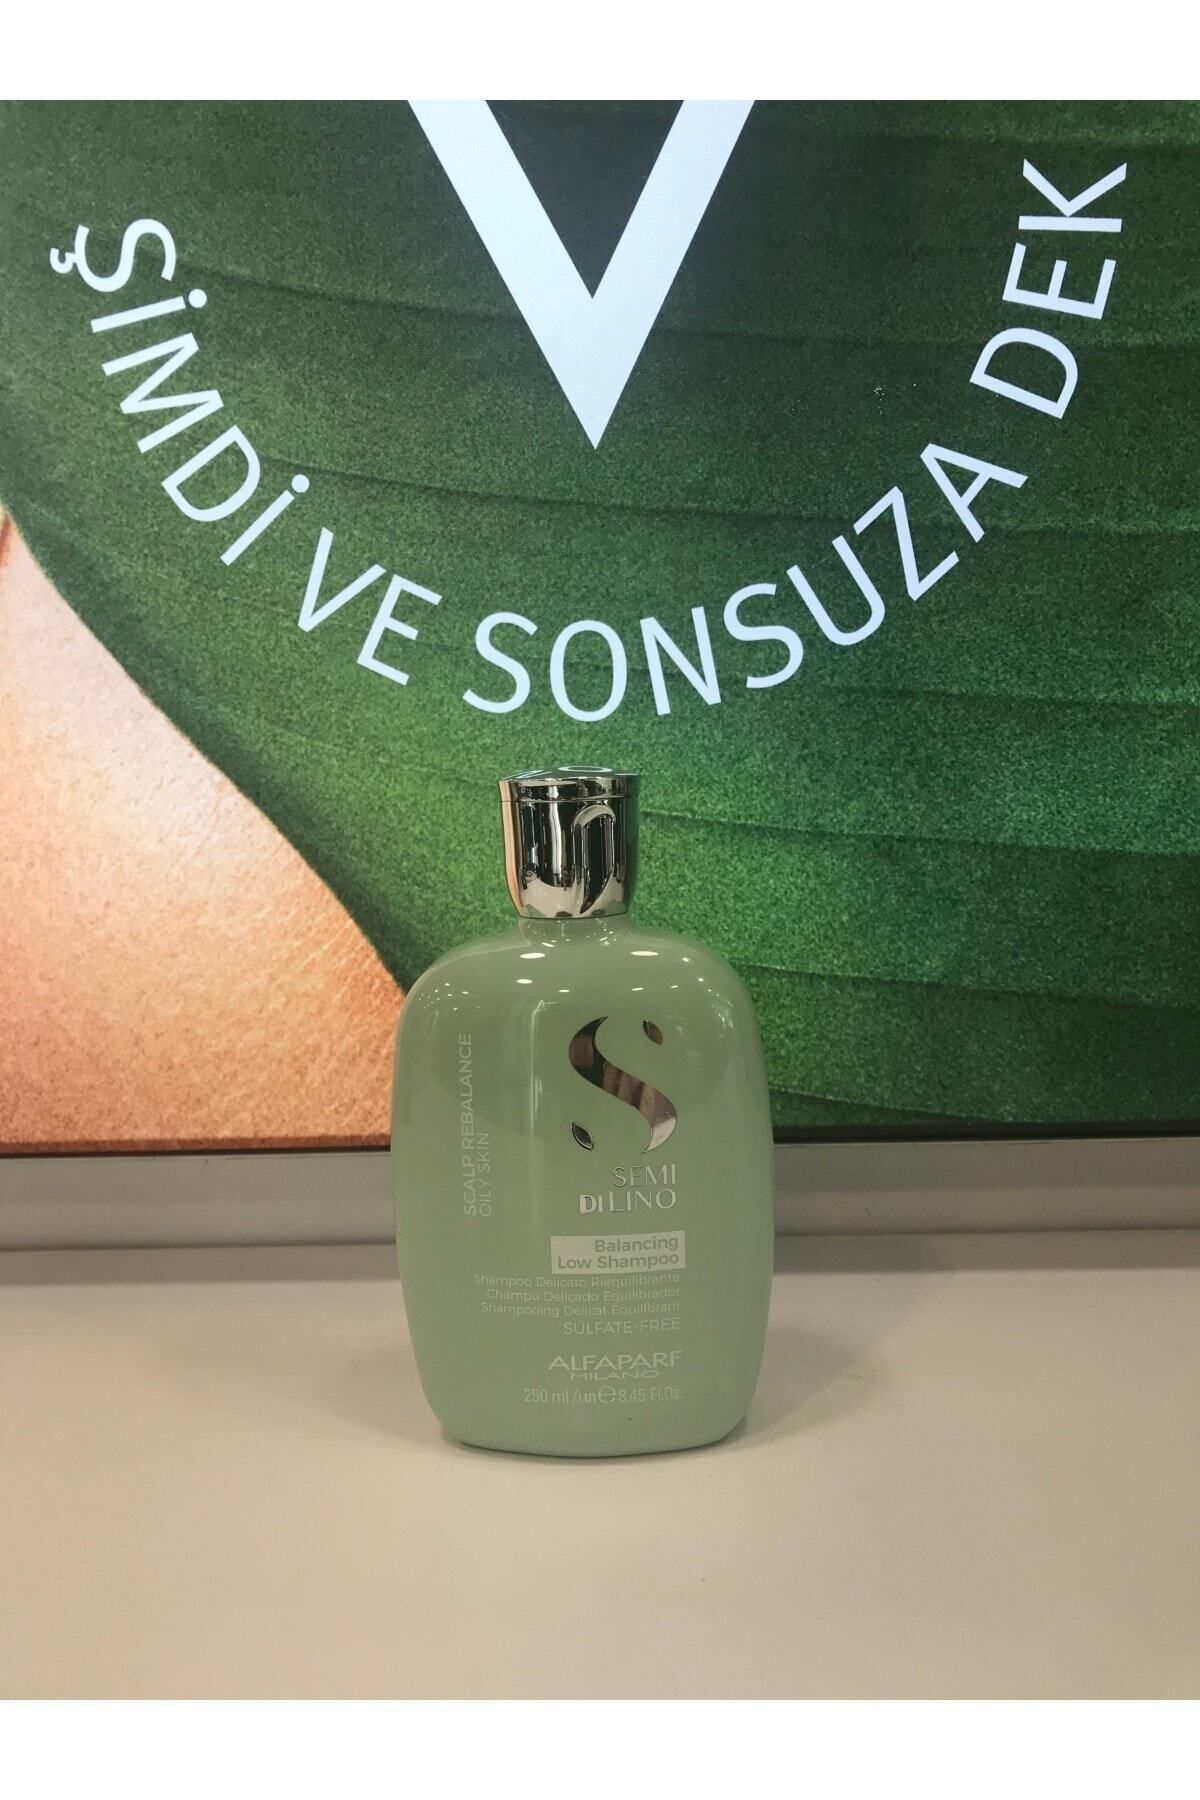 ŞİMDİ VE SONSUZA DEK
SCALP REBALANCE
OILY SKIN
SEMI
DI LINO
Balancing
Low Shampoo
Shampoo Delicato Riequilibrante
Champú Delicado Equilibrador
Shampooing Délicat Équilibrant
SULFATE-FREE
ALFAPARF
MILANO
250 ml / мл ℮ 8.45 Fl.Oz.